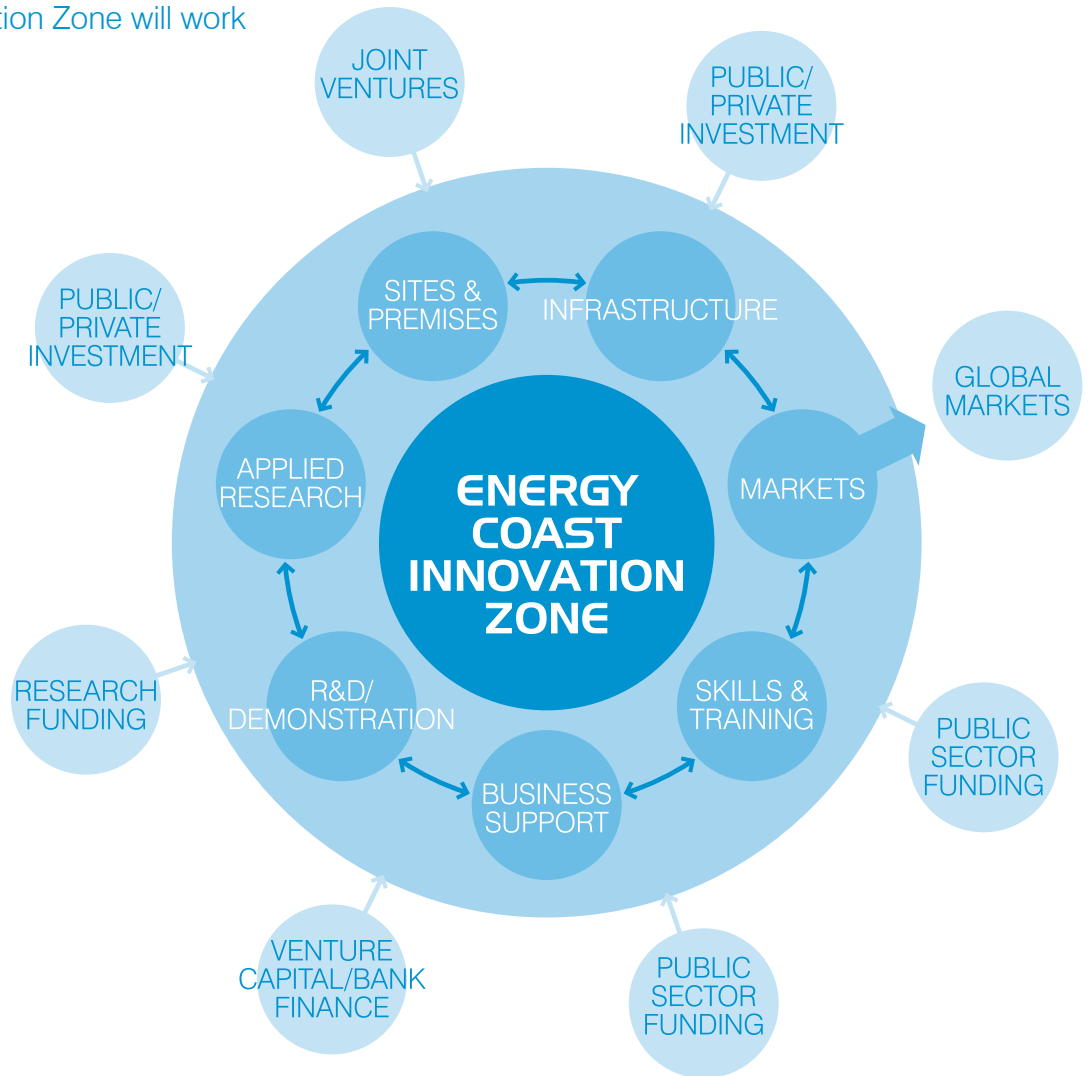 tion Zone will work
JOINT
VENTURES
PUBLIC/
PRIVATE
INVESTMENT
PUBLIC/
PRIVATE
INVESTMENT
SITES &
PREMISES
INFRASTRUCTURE
GLOBAL
MARKETS
APPLIED
RESEARCH
MARKETS
ENERGY
COAST
INNOVATION
ZONE
RESEARCH
FUNDING
R&D/
DEMONSTRATION
SKILLS &
TRAINING
PUBLIC
SECTOR
FUNDING
BUSINESS
SUPPORT
VENTURE
CAPITAL/BANK
FINANCE
PUBLIC
SECTOR
FUNDING